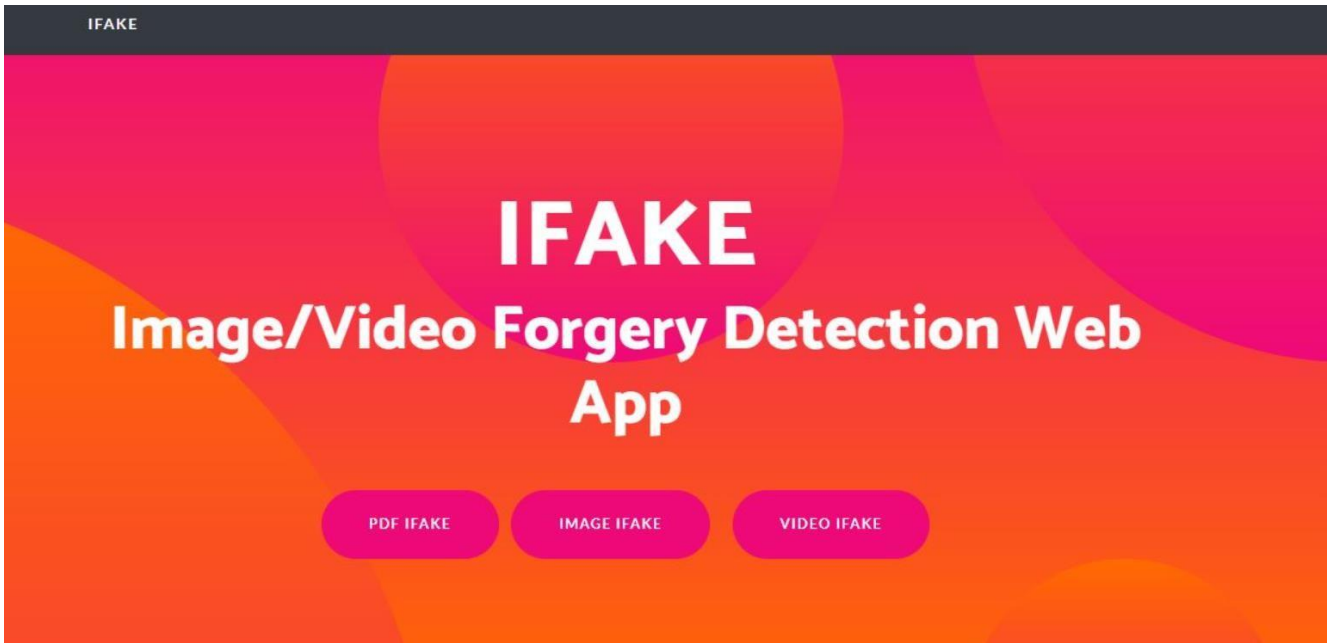 IFAKE
IFAKE
Image/Video Forgery Detection Web
App
PDF IFAKE
IMAGE IFAKE
VIDEO IFAKE